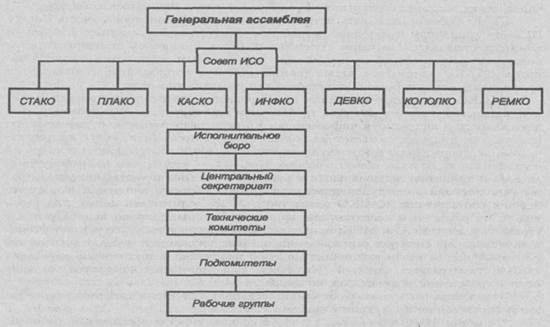 Генеральная ассамблея
Совет ИСО
СТАКО ПЛАКО КАСКО ИНФКО ДЕВКО КОПОЛКО РЕМКО
Исполнительное
бюро
Центральный
секретариат
Технические
комитеты
Подкомитеты
Рабочие группы